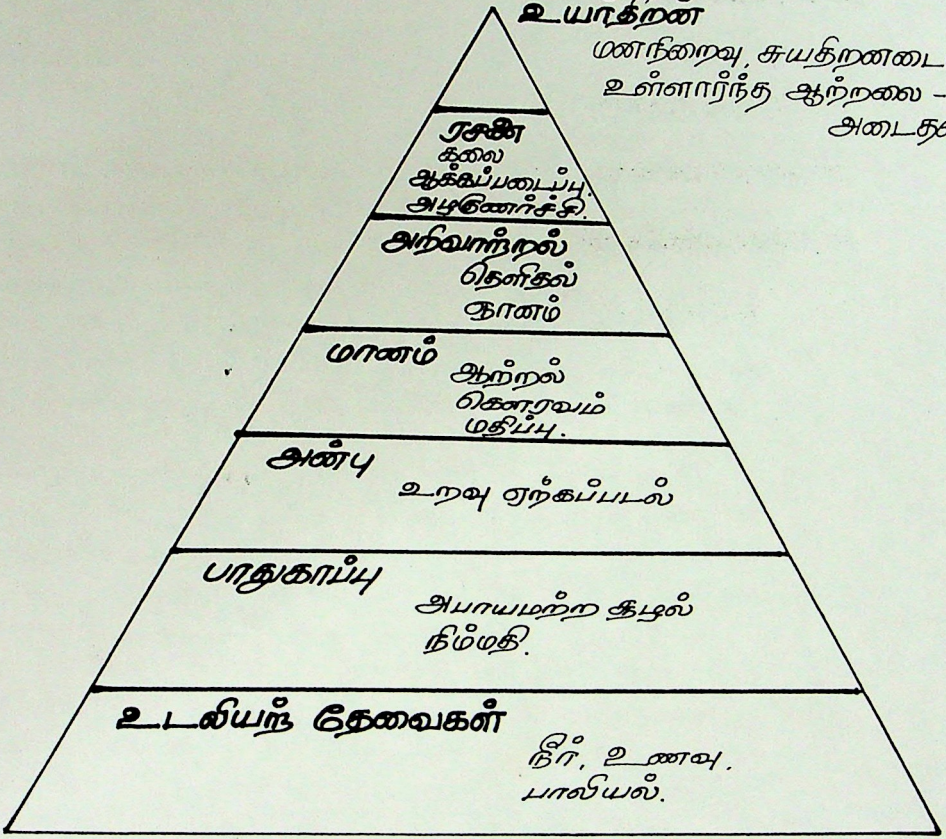 உயர்திறன்
மனநிறைவு, சுயதிறனடை
உள்ளார்ந்த ஆற்றலை –
ரசனை
கலை
ஆக்கப்படைப்பு.
அழகுணர்ச்சி.
அறிவாற்றல்
தெளிதல்
ஞானம்
மானம்
ஆற்றல்
கௌரவம்
மதிப்பு.
அன்பு
உறவு ஏற்கப்படல்
பாதுகாப்பு
அபாயமற்ற சூழல்
நிம்மதி.
உடலியற் தேவைகள்
நீர், உணவு,
பாலியல்.